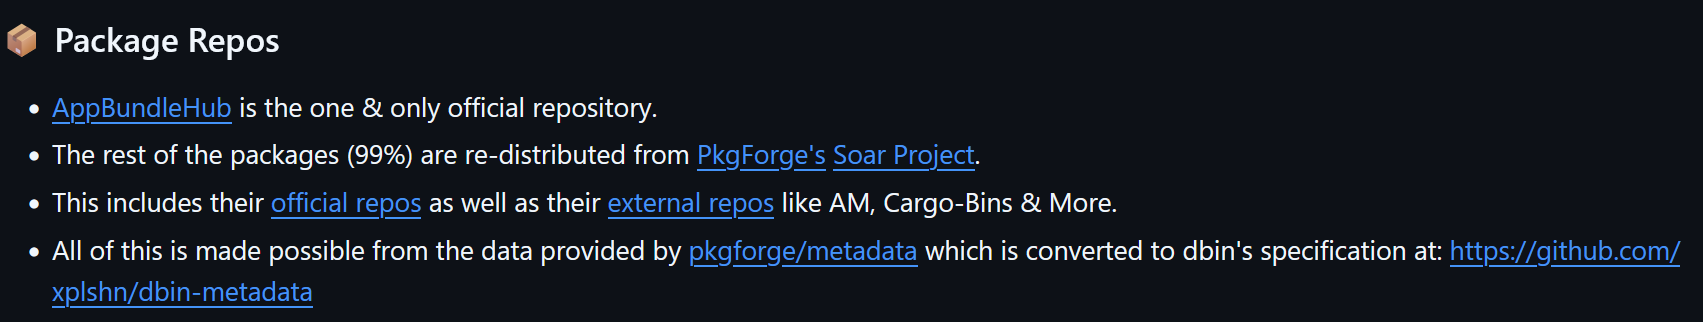 📦 Package Repos
• AppBundleHub is the one & only official repository.
• The rest of the packages (99%) are re-distributed from PkgForge's Soar Project.
• This includes their official repos as well as their external repos like AM, Cargo-Bins & More.
• All of this is made possible from the data provided by pkgforge/metadata which is converted to dbin's specification at: https://github.com/
xplshn/dbin-metadata